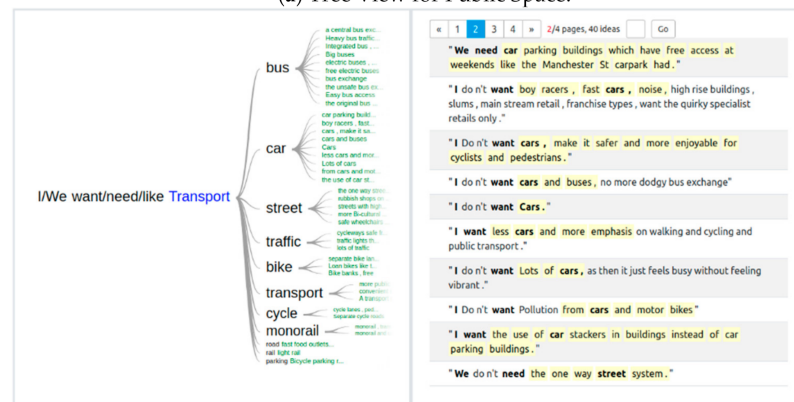 (a) Tree View for Public Space.
bus
a central bus exc...
Heavy bus traffic...
Integrated bus , ...
Big buses
electric buses , ...
free electric buses
bus exchange
the unsafe bus ex...
Easy bus access
the original bus ...
car
car parking build...
boy racers , fast...
cars , make it sa...
cars and buses
Cars
less cars and mor...
Lots of cars
from cars and mot...
the use of car st...
I/We want/need/like Transport
street
the one way stree...
rubbish shops on...
streets with high...
more Bi-cultural ...
safe wheelchair...
traffic
cycleways safe f...
traffic lights th...
lots of traffic
bike
separate bike lan...
Loan bikes like t...
Bike banks , free
transport
more publ
convenien
A transpor
cycle
cycle lanes , ped...
Separate cycle
monorail
monorail
monorail and
road fast food outlets...
rail light rail
parking Bicycle parking r...
« 1 2 3 4 » 2/4 pages, 40 ideas Go
" We need car parking buildings which have free access at
weekends like the Manchester St carpark had . "
" I do n't want boy racers , fast cars , noise , high rise buildings ,
slums , main stream retail , franchise types , want the quirky specialist
retails only . "
" I Do n't want cars , make it safer and more enjoyable for
cyclists and pedestrians . "
" I do n't want cars and buses , no more dodgy bus exchange"
" I do n't want Cars . "
" I want less cars and more emphasis on walking and cycling and
public transport . "
" I do n't want Lots of cars , as then it just feels busy without feeling
vibrant . "
" I Do n't want Pollution from cars and motor bikes"
" I want the use of car stackers in buildings instead of car
parking buildings . "
" We do n't need the one way street system . "